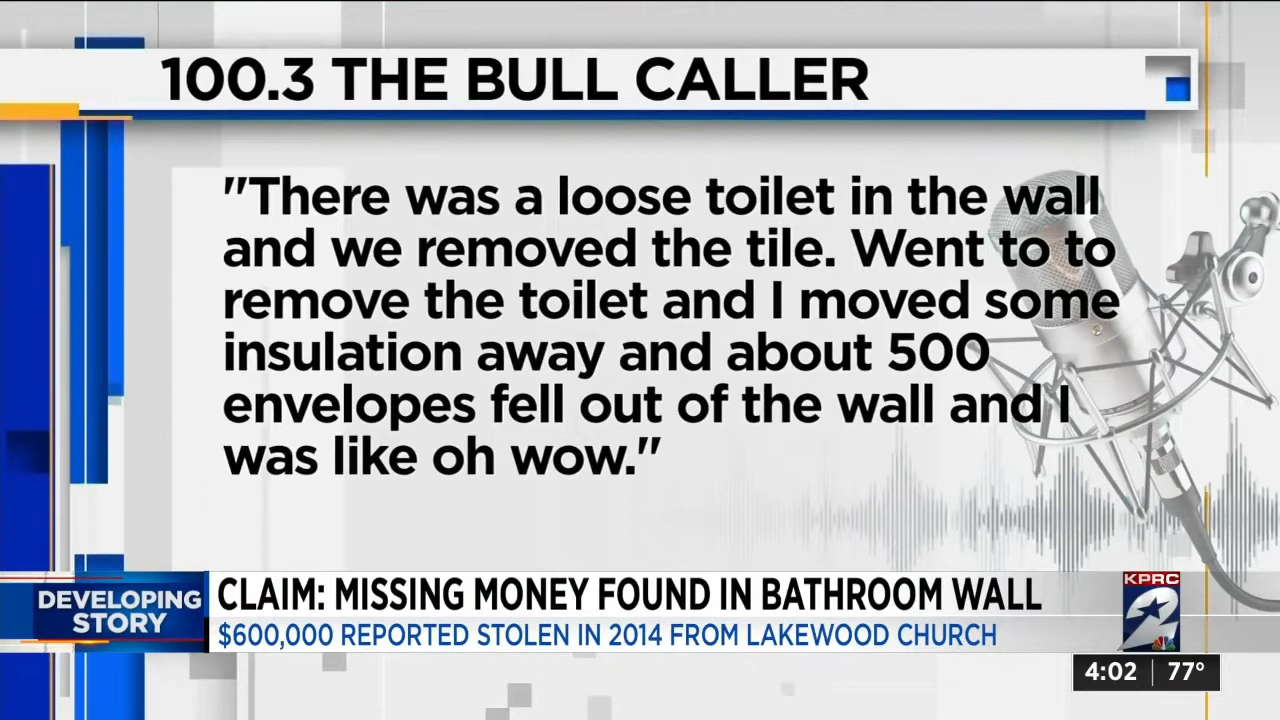 100.3 THE BULL CALLER
"There was a loose toilet in the wall
and we removed the tile. Went to to
remove the toilet and I moved some
insulation away and about 500
envelopes fell out of the wall and I
was like oh wow."
DEVELOPING
STORY
CLAIM: MISSING MONEY FOUND IN BATHROOM WALL
$600,000 REPORTED STOLEN IN 2014 FROM LAKEWOOD CHURCH
KPRC
2
4:02 77°